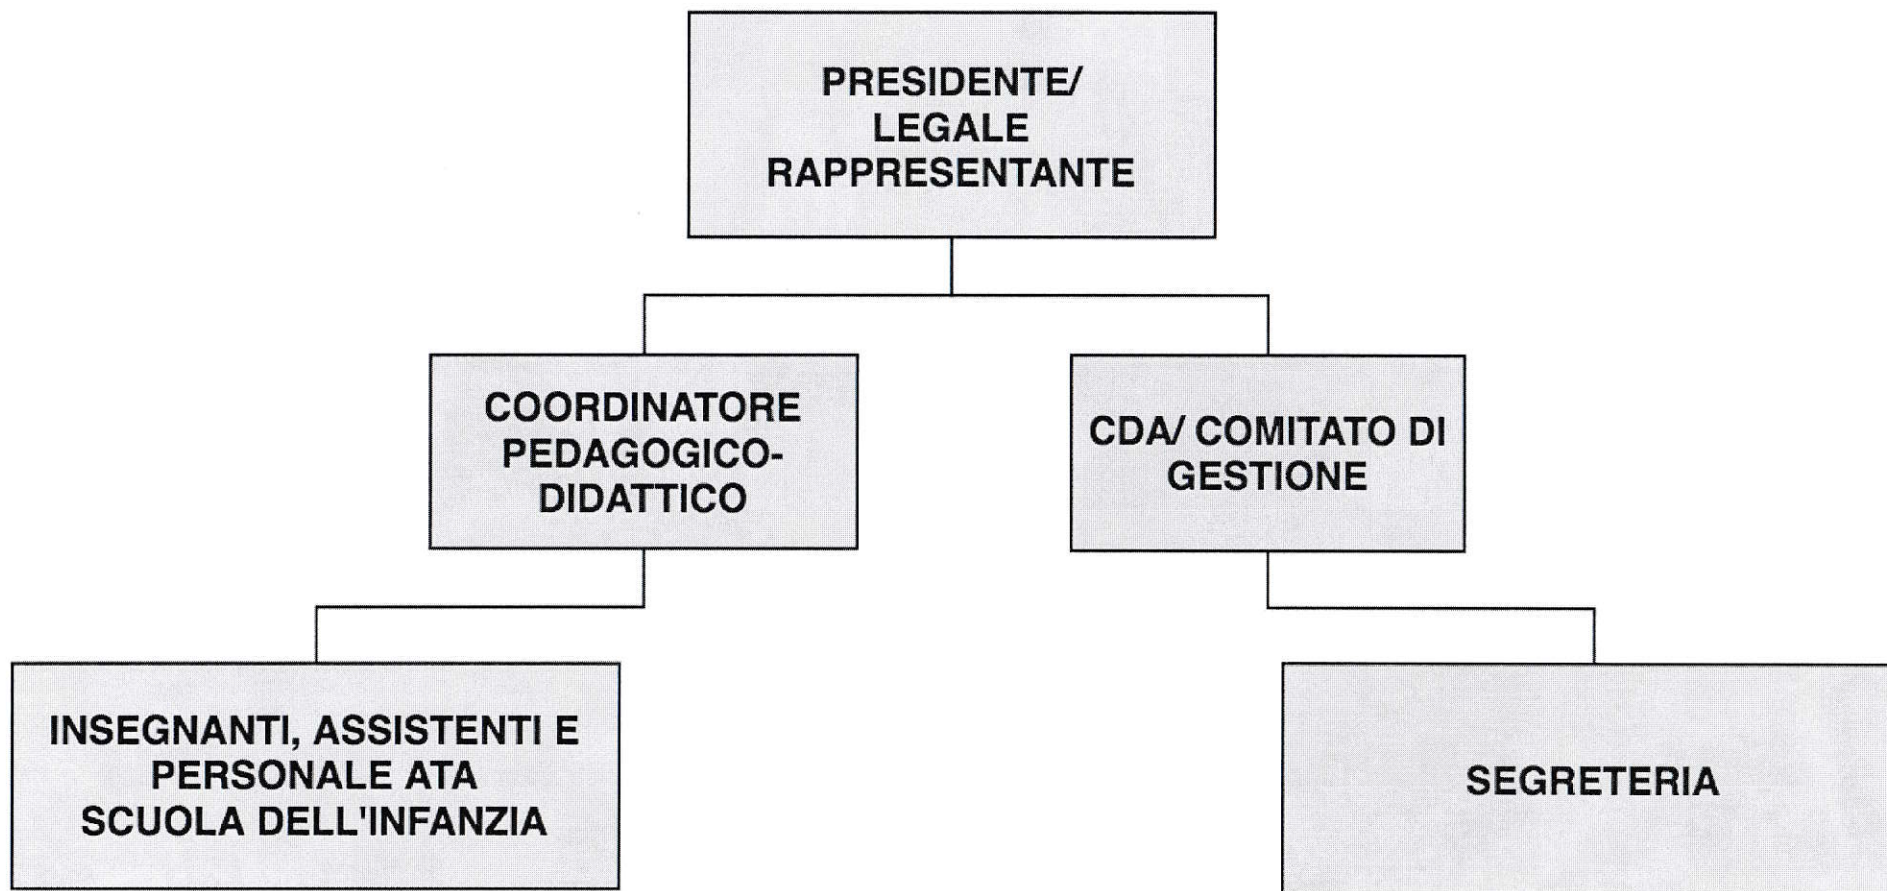 PRESIDENTE/
LEGALE
RAPPRESENTANTE
COORDINATORE
PEDAGOGICO-
DIDATTICO
CDA/ COMITATO DI
GESTIONE
INSEGNANTI, ASSISTENTI E
PERSONALE ATA
SCUOLA DELL'INFANZIA
SEGRETERIA